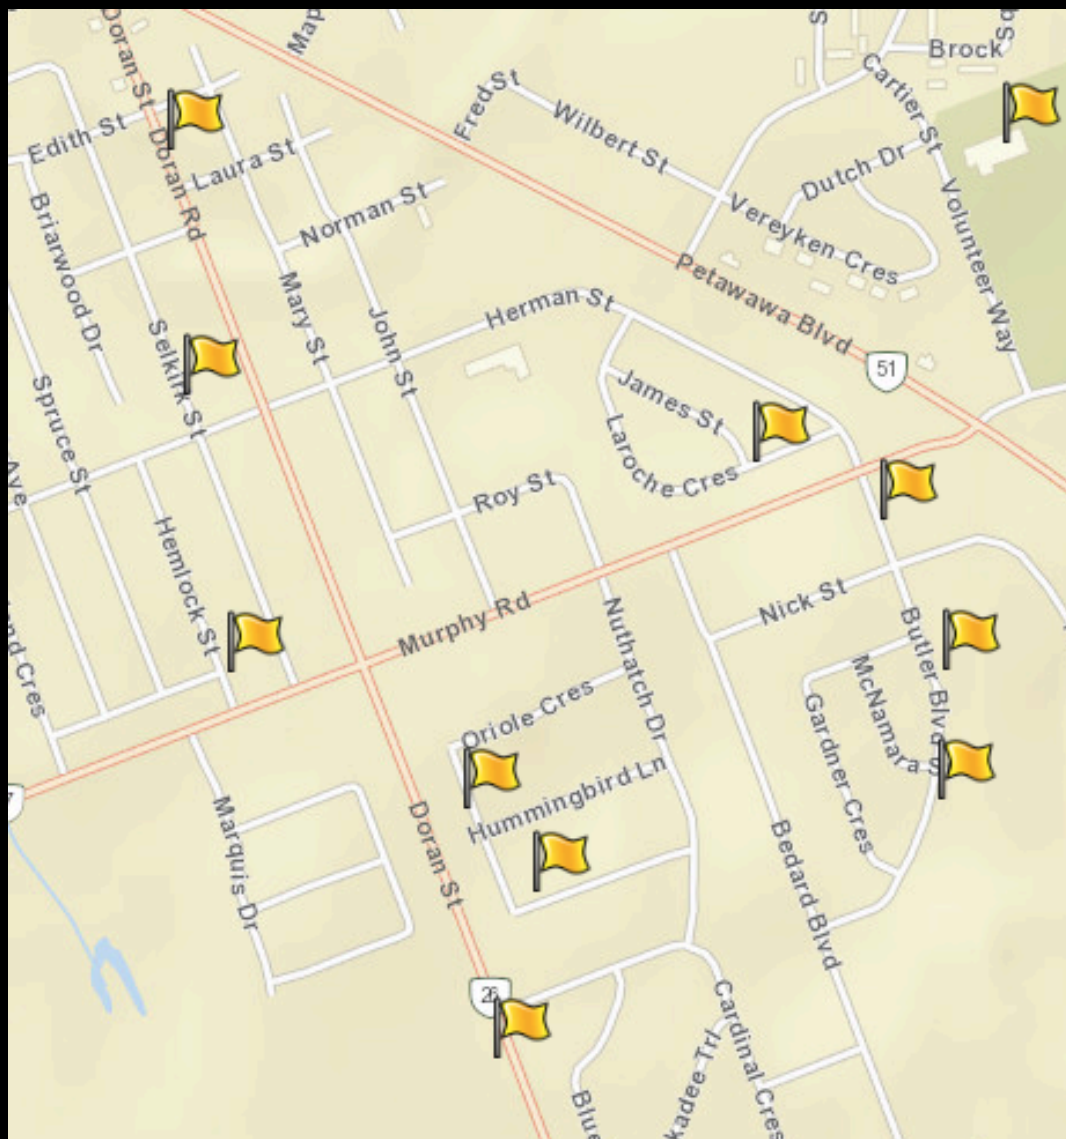 Doran St
Map
S
Brock
Cartier St
Fred St
Wilbert St
Edith St
Doran Rd
Laura St
Dutch Dr
Briarwood Dr
Norman St
Vereyken Cres
Volunteer Way
Petawawa Blvd
Mary St
John St
Herman St
Selkirk St
51
Spruce St
James St
Laroche Cres
Ave
Roy St
Hemlock St
Murphy Rd
Nuthatch Dr
Nick St
Butler Blvd
Cres
McNamara S
Gardner Cres
Oriole Cres
Hummingbird Ln
Marquis Dr
Doran St
Bedard Blvd
26
Cardinal Cres
kadee Trl
Blue